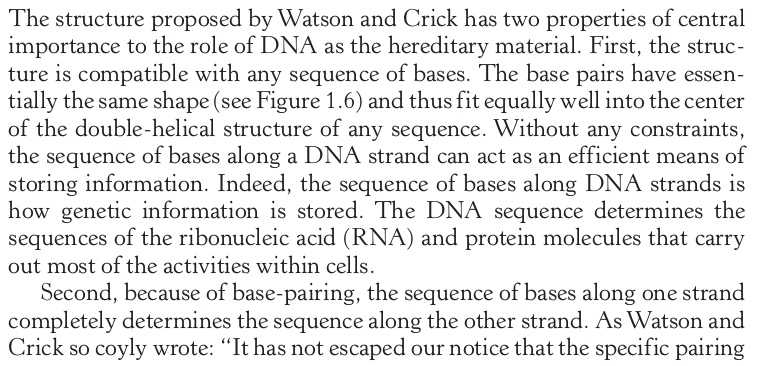 The structure proposed by Watson and Crick has two properties of central
importance to the role of DNA as the hereditary material. First, the struc-
ture is compatible with any sequence of bases. The base pairs have essen-
tially the same shape (see Figure 1.6) and thus fit equally well into the center
of the double-helical structure of any sequence. Without any constraints,
the sequence of bases along a DNA strand can act as an efficient means of
storing information. Indeed, the sequence of bases along DNA strands is
how genetic information is stored. The DNA sequence determines the
sequences of the ribonucleic acid (RNA) and protein molecules that carry
out most of the activities within cells.
Second, because of base-pairing, the sequence of bases along one strand
completely determines the sequence along the other strand. As Watson and
Crick so coyly wrote: “It has not escaped our notice that the specific pairing